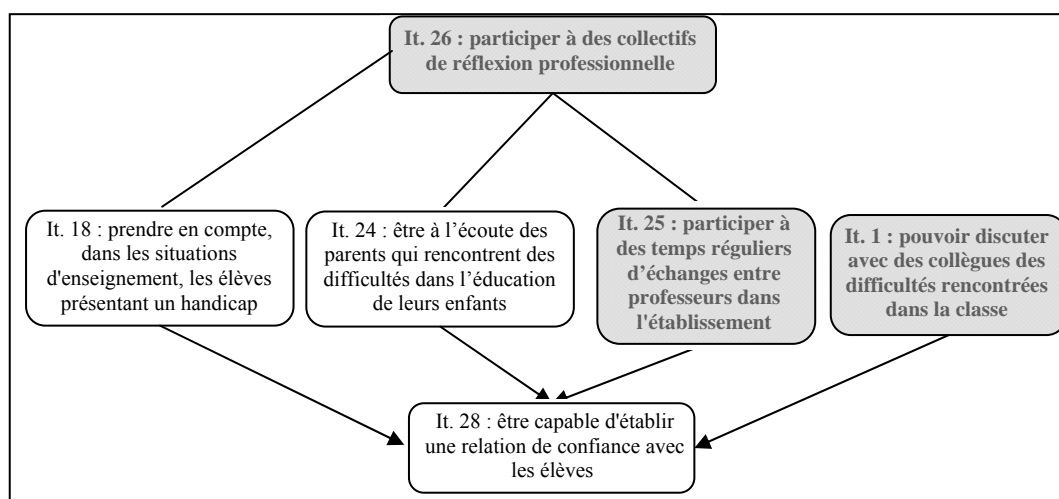 It. 26 : participer à des collectifs
de réflexion professionnelle
It. 18 : prendre en compte,
dans les situations
d'enseignement, les élèves
présentant un handicap
It. 24 : être à l’écoute des
parents qui rencontrent des
difficultés dans l’éducation
de leurs enfants
It. 25 : participer à
des temps réguliers
d’échanges entre
professeurs dans
l'établissement
It. 1 : pouvoir discuter
avec des collègues des
difficultés rencontrées
dans la classe
It. 28 : être capable d'établir
une relation de confiance avec
les élèves